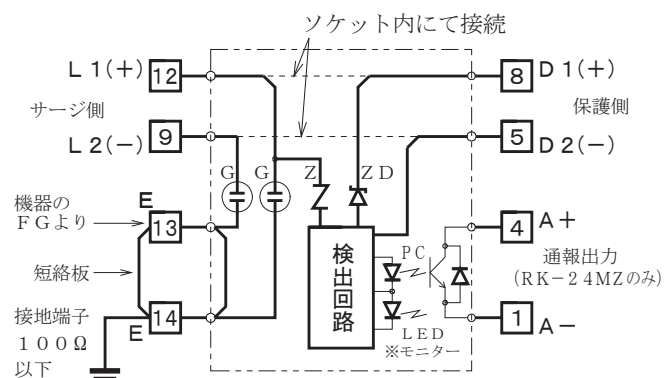 ソケット内にて接続
L1(+) 12
8 D1(+)
サージ側
保護側
9
L2(-)
5
D2(-)
G G Z ZD
機器の
FGより
E
13
4 A+
PC
検出回路
通報出力
(RK-24MZのみ)
短絡板
接地端子
100Ω
以下
E 14
LED
※モニター
1 A-